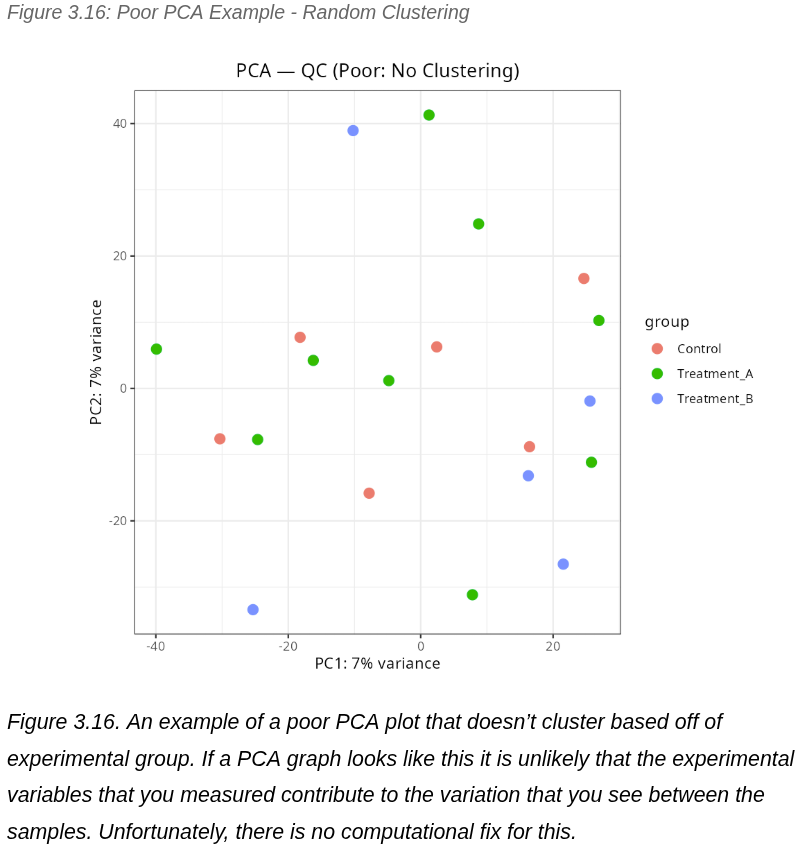 Figure 3.16: Poor PCA Example - Random Clustering
PCA — QC (Poor: No Clustering)
40
20
0
-20
PC2: 7% variance
-40
-20
0
20
PC1: 7% variance
group
Control
Treatment_A
Treatment_B
Figure 3.16. An example of a poor PCA plot that doesn’t cluster based off of
experimental group. If a PCA graph looks like this it is unlikely that the experimental
variables that you measured contribute to the variation that you see between the
samples. Unfortunately, there is no computational fix for this.